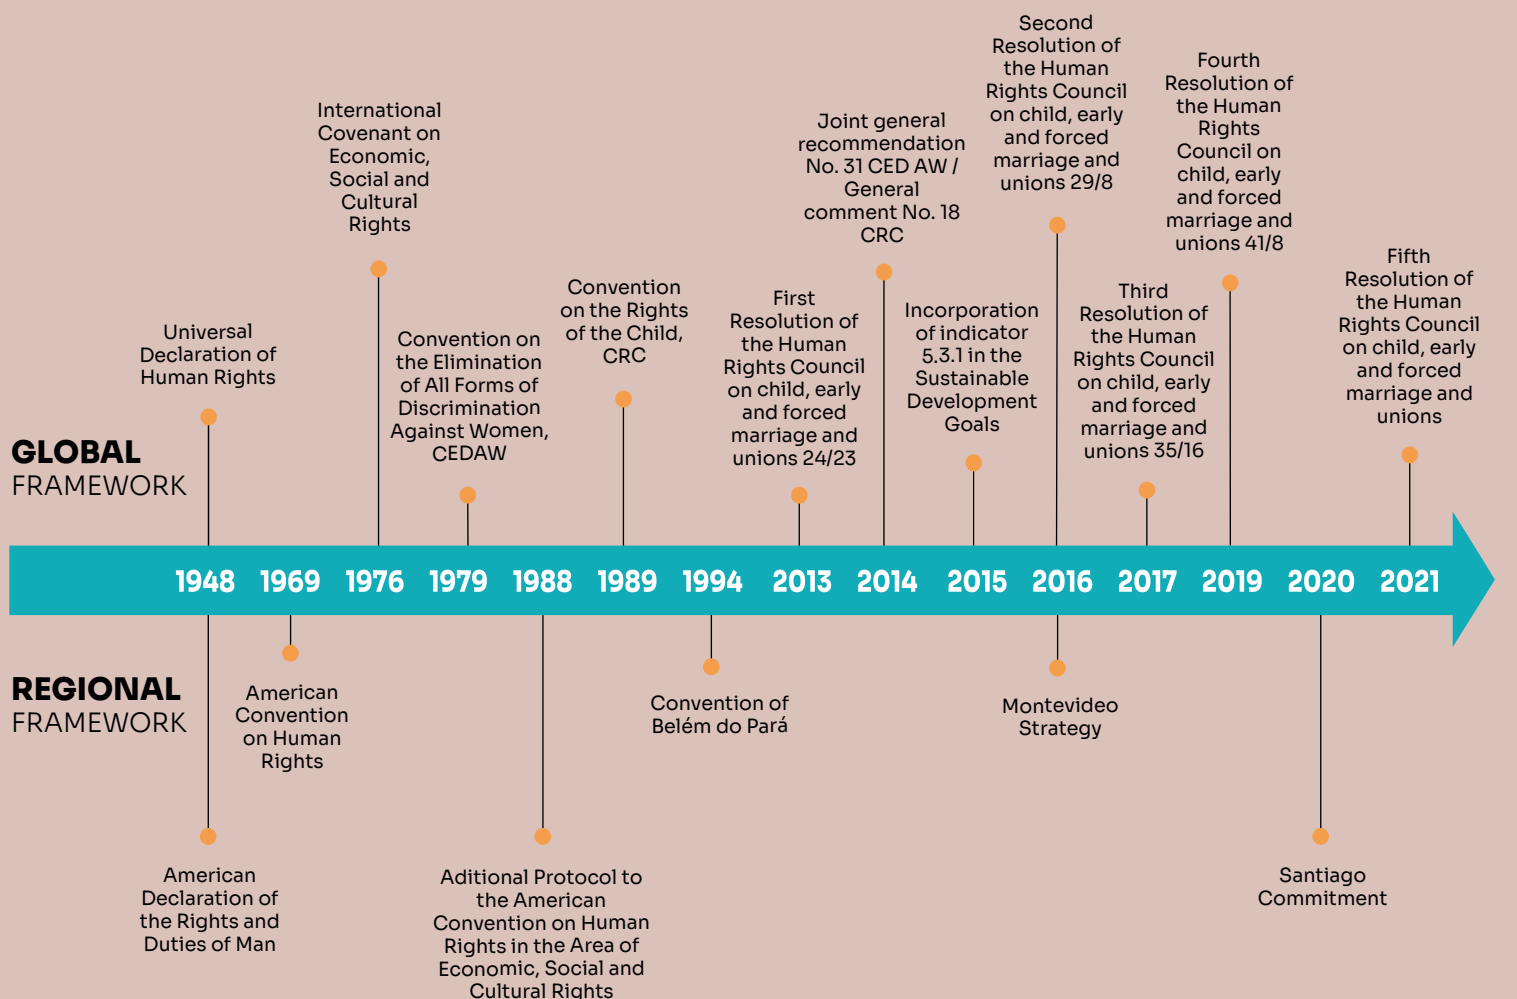 Universal
Declaration of
Human Rights
International
Covenant on
Economic,
Social and
Cultural
Rights
Convention on
the Elimination
of All Forms of
Discrimination
Against Women,
CEDAW
Convention
on the Rights
of the Child,
CRC
First
Resolution of
the Human
Rights Council
on child, early
and forced
marriage and
unions 24/23
Joint general
recommendation
No. 31 CED AW /
General
comment No. 18
CRC
Incorporation
of indicator
5.3.1 in the
Sustainable
Development
Goals
Second
Resolution of
the Human
Rights Council
on child, early
and forced
marriage and
unions 29/8
Third
Resolution of
the Human
Rights Council
on child, early
and forced
marriage and
unions 35/16
Fourth
Resolution of
the Human
Rights
Council on
child, early
and forced
marriage and
unions 41/8
Fifth
Resolution of
the Human
Rights Council
on child, early
and forced
marriage and
unions
GLOBAL
FRAMEWORK
1948 1969 1976 1979 1988 1989 1994 2013 2014 2015 2016 2017 2019 2020 2021
REGIONAL
FRAMEWORK
American
Declaration of
the Rights and
Duties of Man
American
Convention
on Human
Rights
Aditional Protocol to
the American
Convention on Human
Rights in the Area of
Economic, Social and
Cultural Rights
Convention of
Belém do Pará
Montevideo
Strategy
Santiago
Commitment